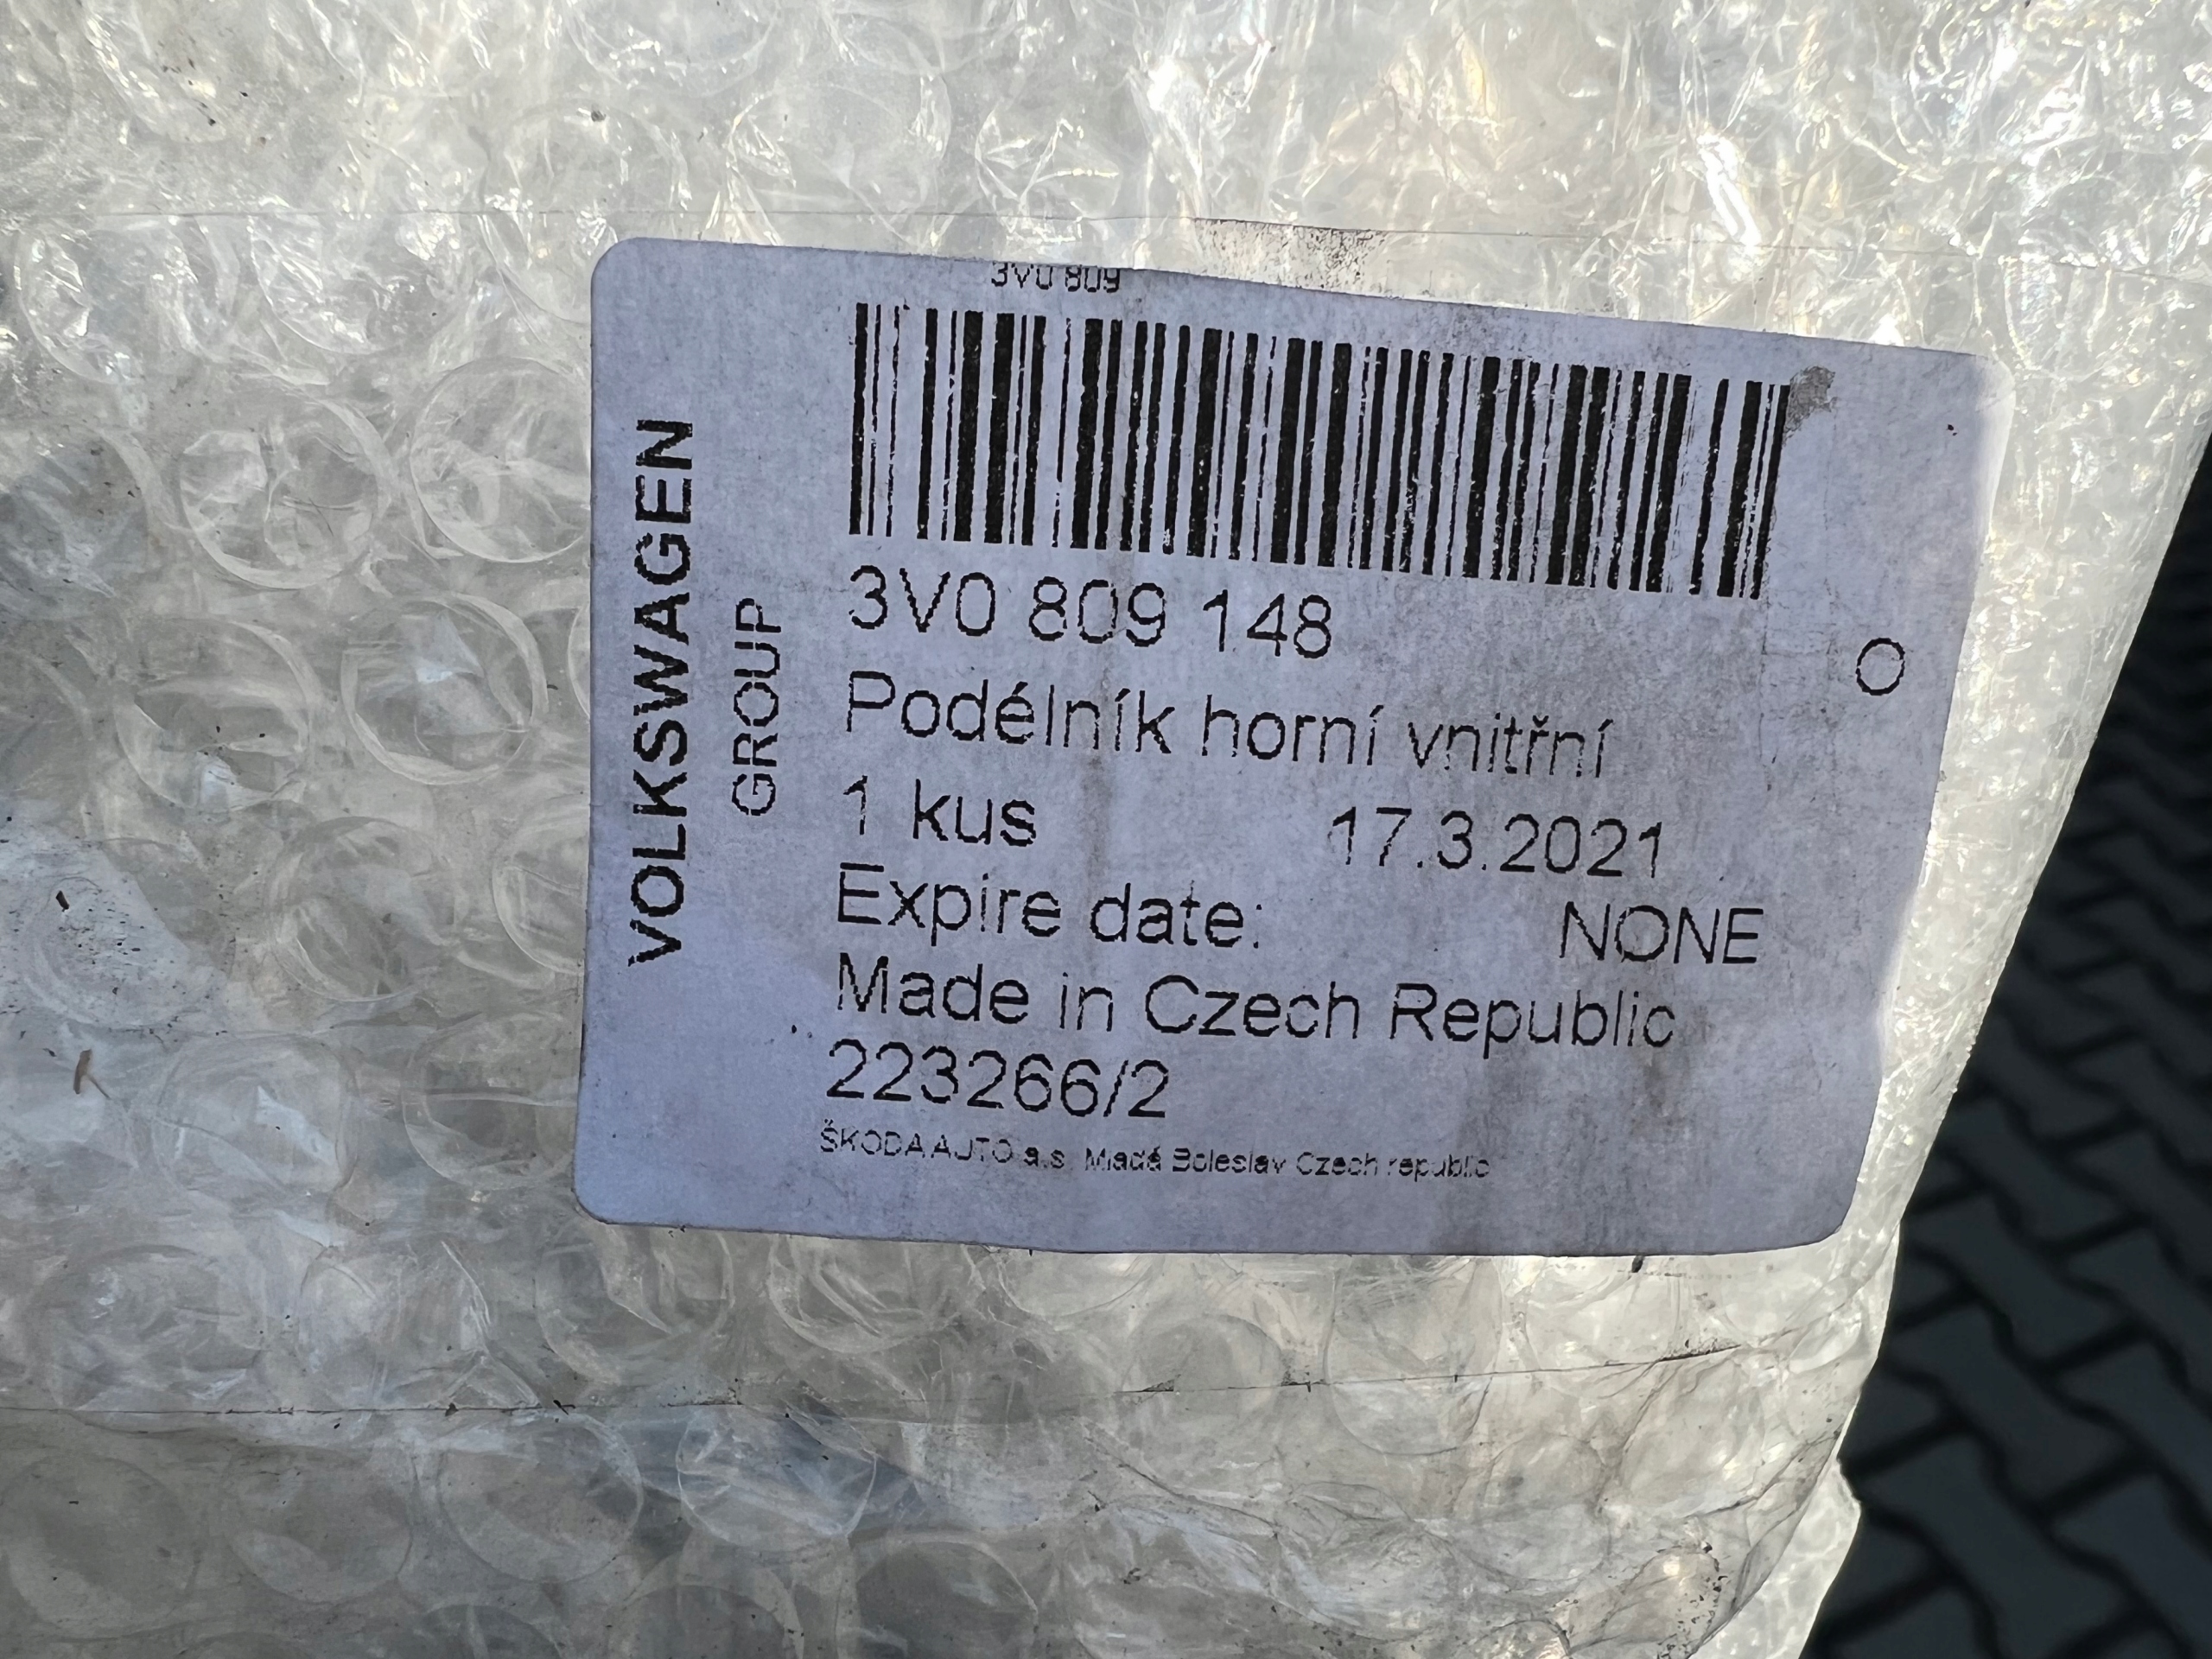 3V0 809
VOLKSWAGEN
GROUP
3V0 809 148
Podélník horní vnitřní
O
1 kus 17.3.2021
Expire date: NONE
Made in Czech Republic
223266/2
ŠKODA AUTO a.s. Mladá Boleslav Czech republic